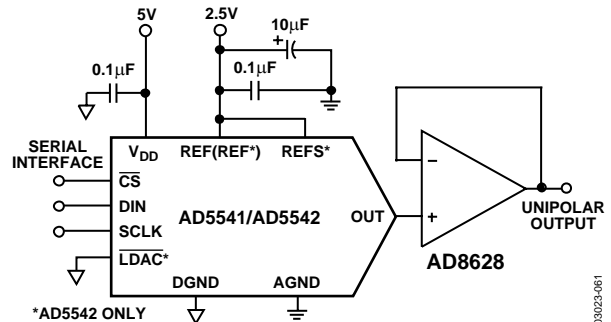 5V
2.5V
10μF
+
0.1μF
0.1μF
SERIAL
INTERFACE
VDD
REF(REF*)
REFS*
CS
DIN
SCLK
LDAC*
AD5541/AD5542
OUT
DGND
AGND
–
+
AD8628
UNIPOLAR
OUTPUT
*AD5542 ONLY
03023-061